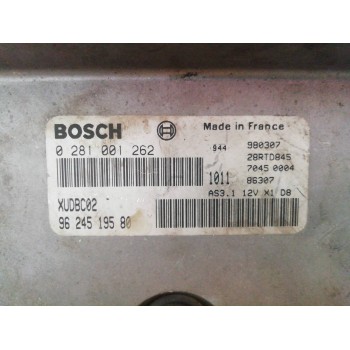 BOSCH
Made in France
0 281 001 262
944 980307
28RTD845
7045 0004
1011 86307
AS3.1 12V X1 D8
XUDBC02
96 245 195 80